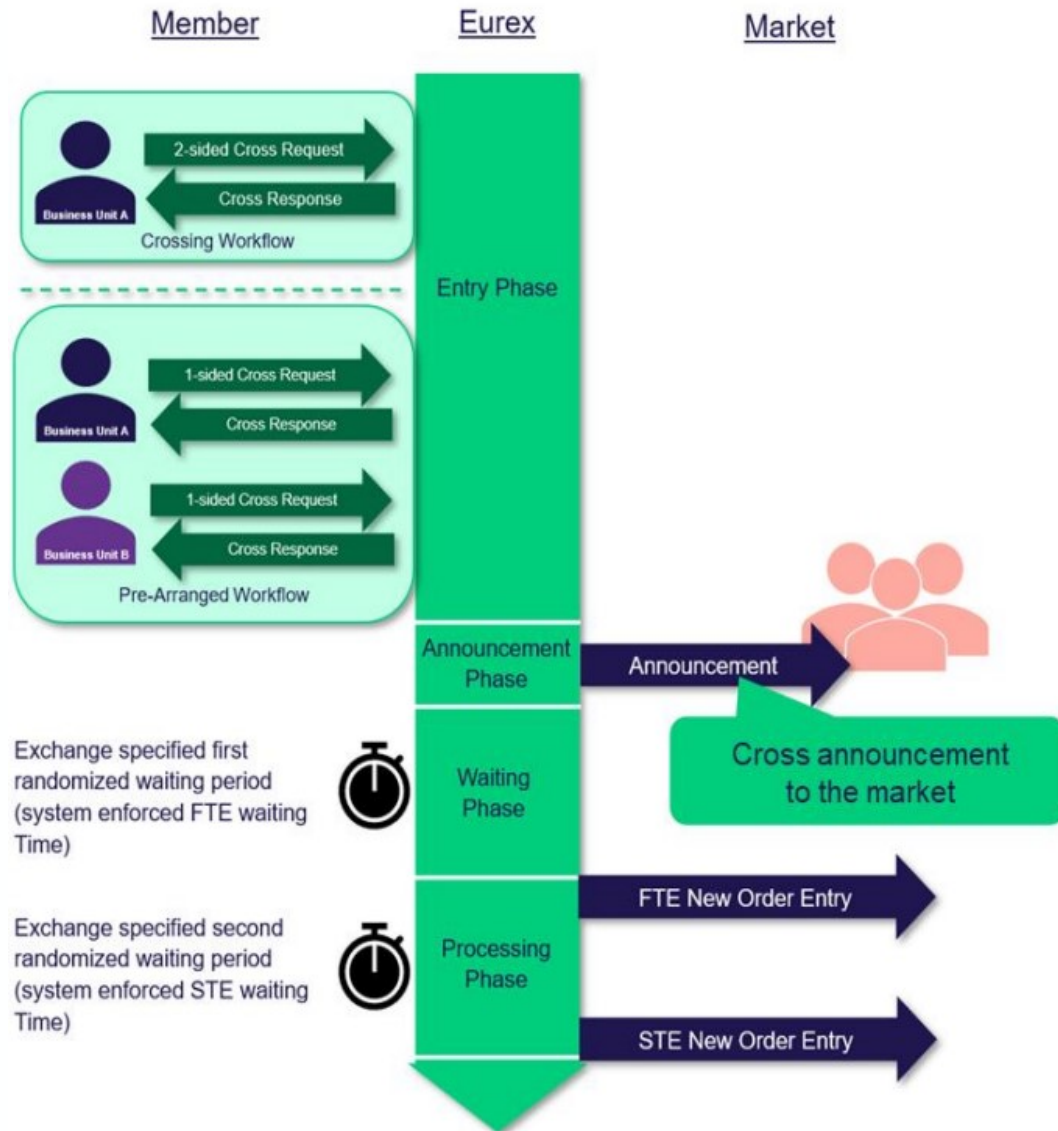 Member
Eurex
Market
2-sided Cross Request
Cross Response
Business Unit A
Crossing Workflow
Entry Phase
1-sided Cross Request
Cross Response
Business Unit A
1-sided Cross Request
Cross Response
Business Unit B
Pre-Arranged Workflow
Announcement
Phase
Announcement
Cross announcement
to the market
Exchange specified first
randomized waiting period
(system enforced FTE waiting
Time)
Waiting
Phase
FTE New Order Entry
Exchange specified second
randomized waiting period
(system enforced STE waiting
Time)
Processing
Phase
STE New Order Entry